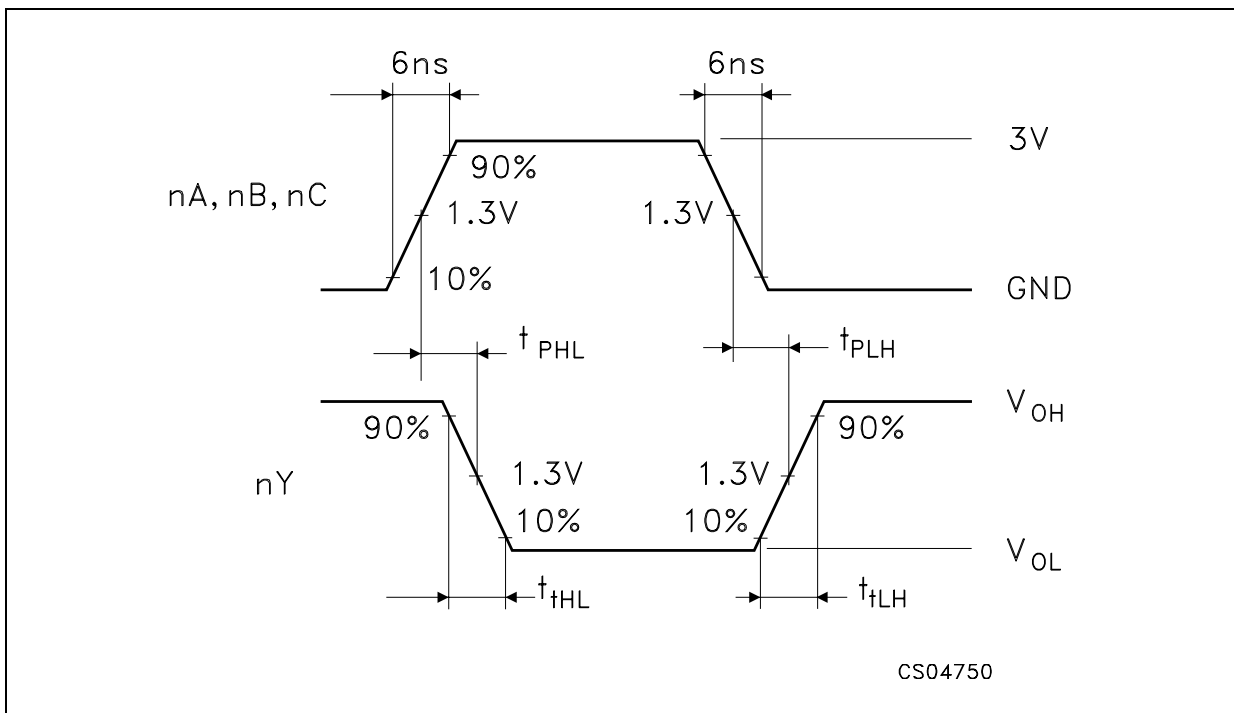 6ns 6ns
3V
90%
nA, nB, nC
1.3V 1.3V
10%
GND
t PHL t PLH
V OH
90% 90%
nY
1.3V 1.3V
10% 10%
V OL
t tHL t tLH
CS04750